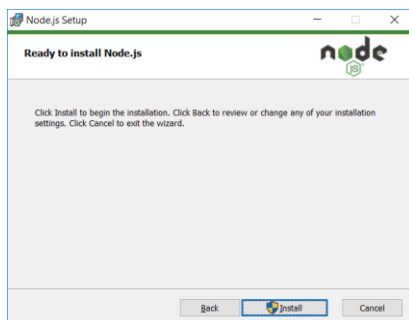 Node.js Setup
Ready to install Node.js
node
JS
Click Install to begin the installation. Click Back to review or change any of your installation
settings. Click Cancel to exit the wizard.
Back Install Cancel